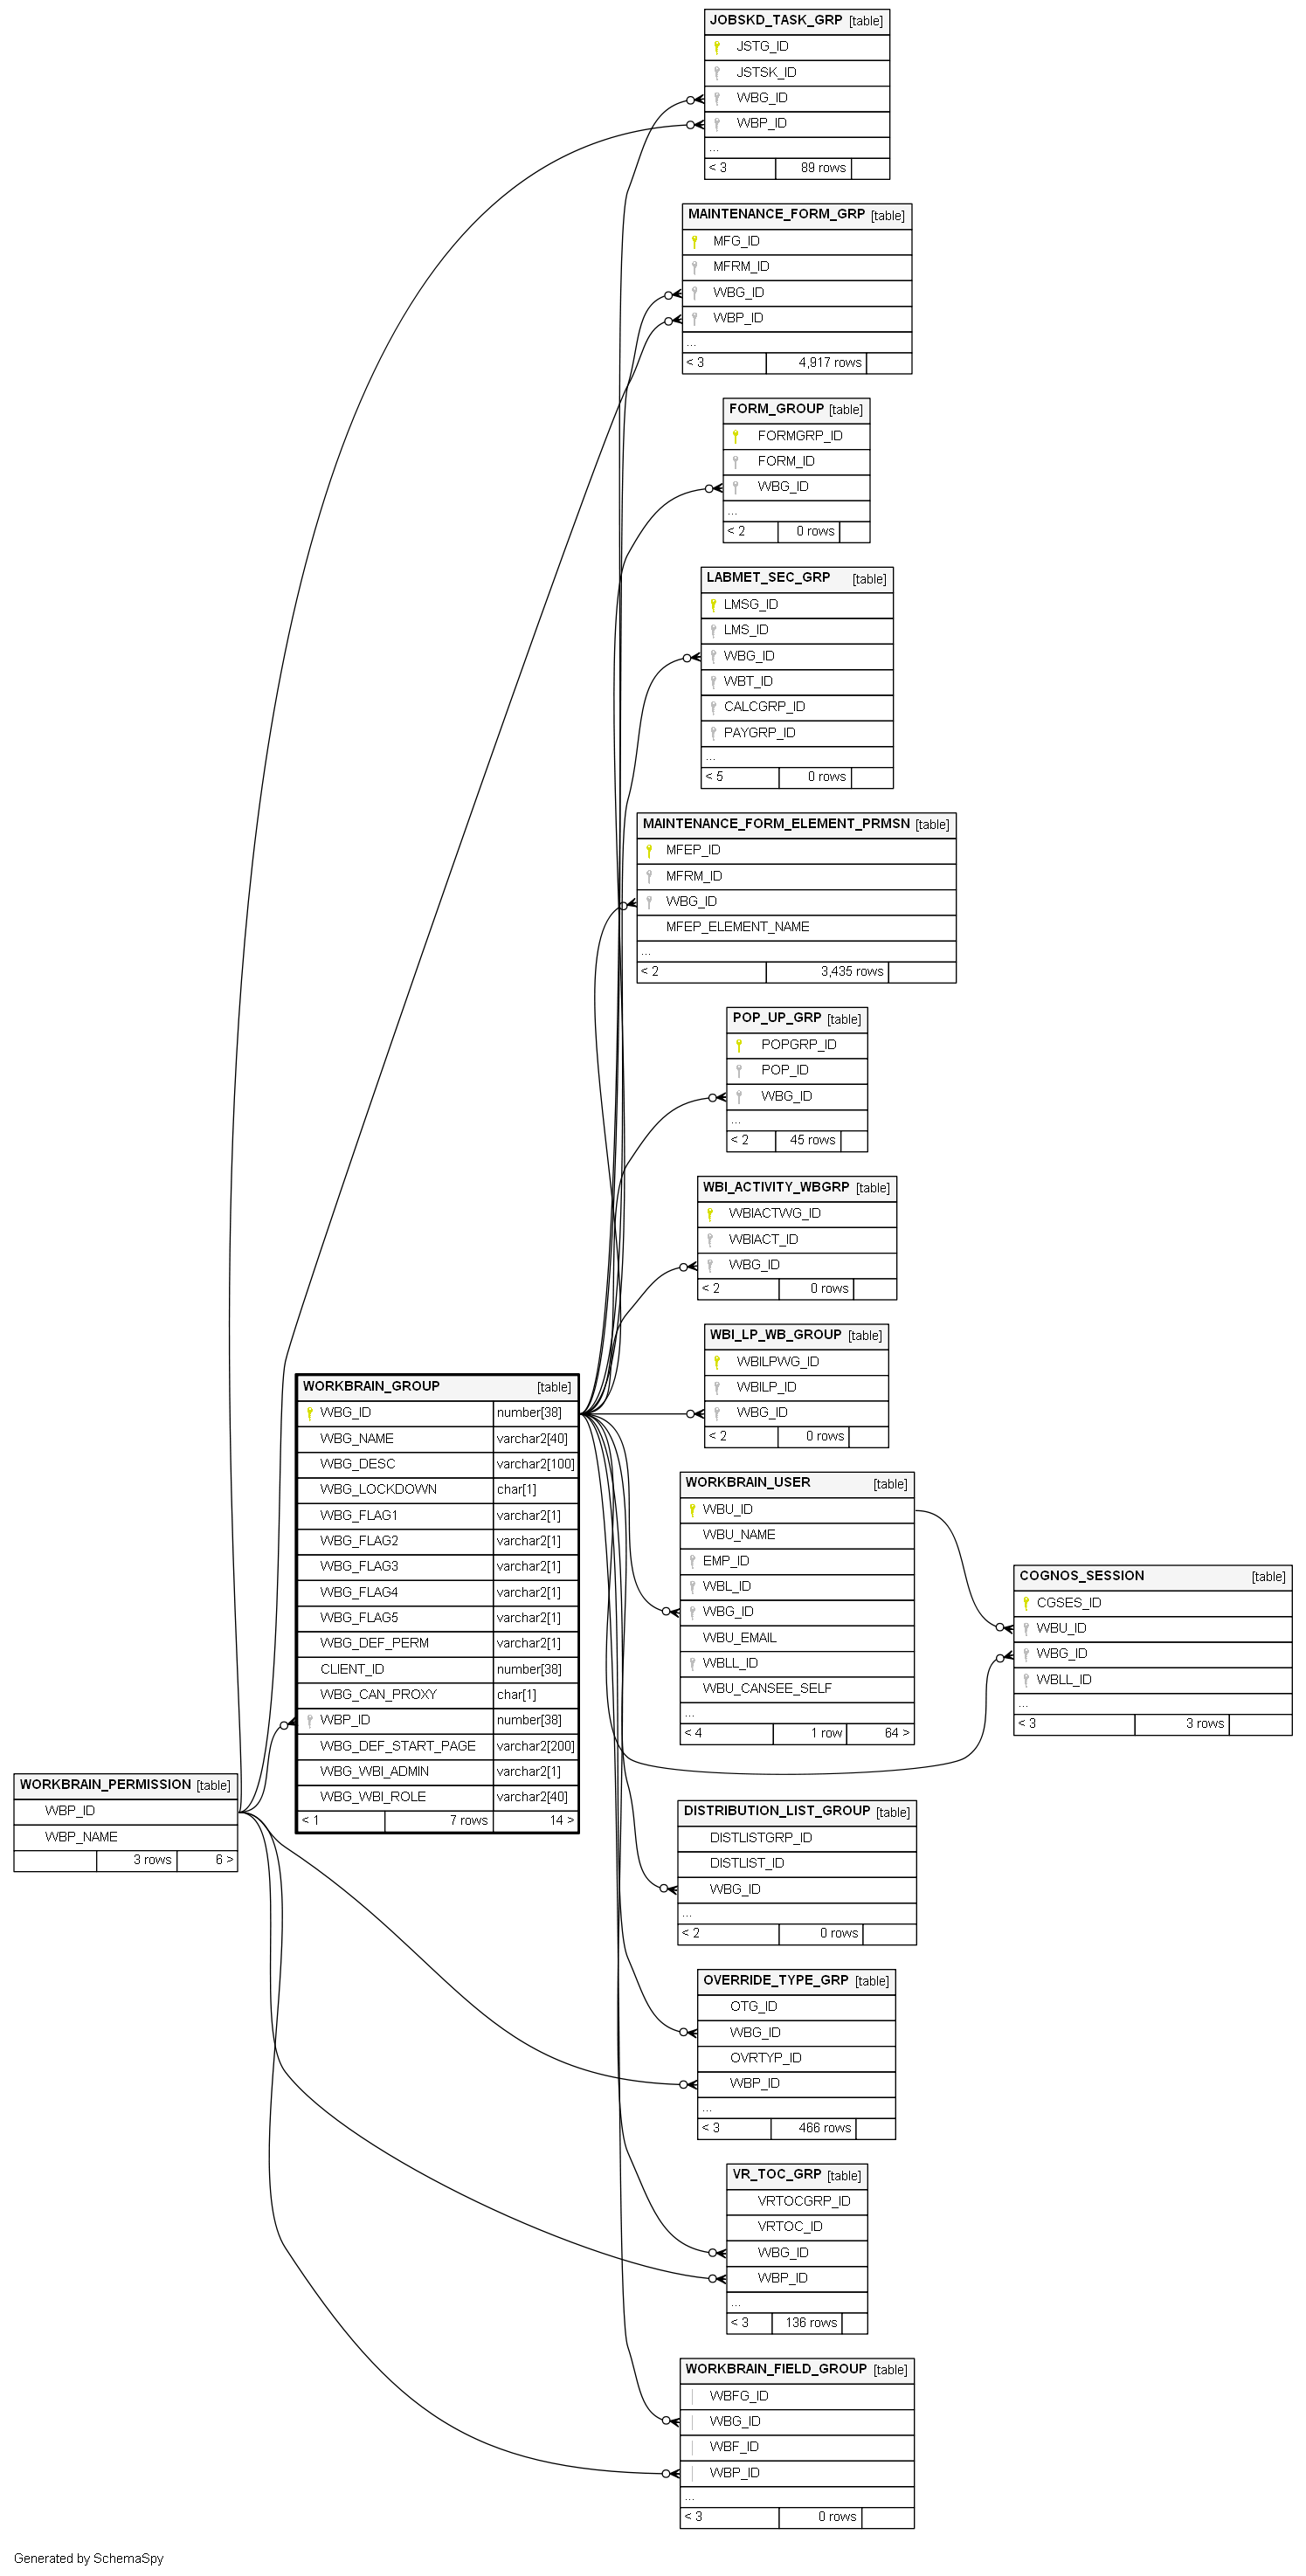 JOBSKD_TASK_GRP [table]
JSTG_ID
JSTSK_ID
WBG_ID
WBP_ID
...
< 3 89 rows
MAINTENANCE_FORM_GRP [table]
MFG_ID
MFRM_ID
WBG_ID
WBP_ID
...
< 3 4,917 rows
FORM_GROUP [table]
FORMGRP_ID
FORM_ID
WBG_ID
...
< 2 0 rows
LABMET_SEC_GRP [table]
LMSG_ID
LMS_ID
WBG_ID
WBT_ID
CALCGRP_ID
PAYGRP_ID
...
< 5 0 rows
MAINTENANCE_FORM_ELEMENT_PRMSN [table]
MFEP_ID
MFRM_ID
WBG_ID
MFEP_ELEMENT_NAME
...
< 2 3,435 rows
POP_UP_GRP [table]
POPGRP_ID
POP_ID
WBG_ID
...
< 2 45 rows
WBI_ACTIVITY_WBGRP [table]
WBIACTWG_ID
WBIACT_ID
WBG_ID
< 2 0 rows
WBI_LP_WB_GROUP [table]
WBILPWG_ID
WBILP_ID
WBG_ID
< 2 0 rows
WORKBRAIN_GROUP [table]
WBG_ID number[38]
WBG_NAME varchar2[40]
WBG_DESC varchar2[100]
WBG_LOCKDOWN char[1]
WBG_FLAG1 varchar2[1]
WBG_FLAG2 varchar2[1]
WBG_FLAG3 varchar2[1]
WBG_FLAG4 varchar2[1]
WBG_FLAG5 varchar2[1]
WBG_DEF_PERM varchar2[1]
CLIENT_ID number[38]
WBG_CAN_PROXY char[1]
WBP_ID number[38]
WBG_DEF_START_PAGE varchar2[200]
WBG_WBI_ADMIN varchar2[1]
WBG_WBI_ROLE varchar2[40]
< 1 7 rows 14 >
WORKBRAIN_USER [table]
WBU_ID
WBU_NAME
EMP_ID
WBL_ID
WBG_ID
WBU_EMAIL
WBLL_ID
WBU_CANSEE_SELF
...
< 4 1 row 64 >
COGNOS_SESSION [table]
CGSES_ID
WBU_ID
WBG_ID
WBLL_ID
...
< 3 3 rows
WORKBRAIN_PERMISSION [table]
WBP_ID
WBP_NAME
3 rows 6 >
DISTRIBUTION_LIST_GROUP [table]
DISTLISTGRP_ID
DISTLIST_ID
WBG_ID
...
< 2 0 rows
OVERRIDE_TYPE_GRP [table]
OTG_ID
WBG_ID
OVRTYP_ID
WBP_ID
...
< 3 466 rows
VR_TOC_GRP [table]
VRTOCGRP_ID
VRTOC_ID
WBG_ID
WBP_ID
...
< 3 136 rows
WORKBRAIN_FIELD_GROUP [table]
WBFG_ID
WBG_ID
WBF_ID
WBP_ID
...
< 3 0 rows
Generated by SchemaSpy